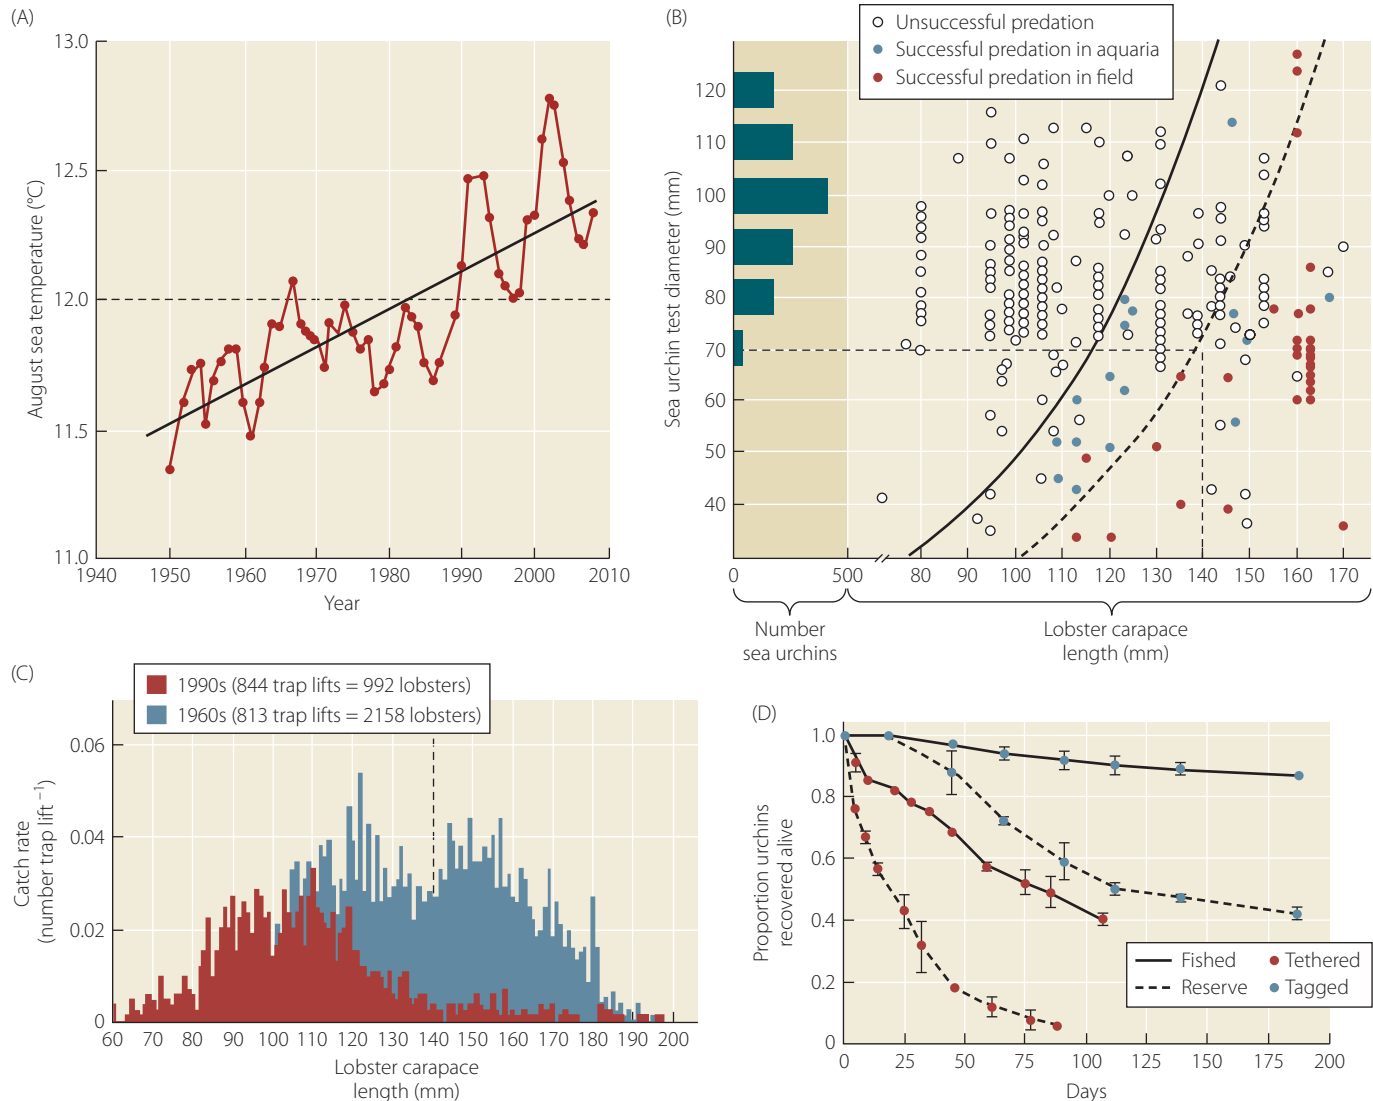 (A)
13.0
12.5
12.0
11.5
11.0
August sea temperature (°C)
1940 1950 1960 1970 1980 1990 2000 2010
Year
(B)
Unsuccessful predation
Successful predation in aquaria
Successful predation in field
120
110
100
90
80
70
60
50
40
Sea urchin test diameter (mm)
0 500 80 90 100 110 120 130 140 150 160 170
Number
sea urchins
Lobster carapace
length (mm)
(C)
1990s (844 trap lifts = 992 lobsters)
1960s (813 trap lifts = 2158 lobsters)
0.06
0.04
0.02
0
Catch rate
(number trap lift −1)
60 70 80 90 100 110 120 130 140 150 160 170 180 190 200
Lobster carapace
length (mm)
(D)
1.0
0.8
0.6
0.4
0.2
0
Proportion urchins
recovered alive
Fished
Reserve
Tethered
Tagged
0 25 50 75 100 125 150 175 200
Days